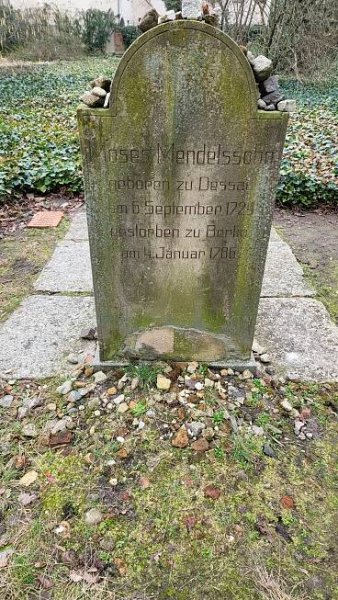 Moses Mendelssohn
geboren zu Dessau
am 6. September 1729
gestorben zu Berlin
am 4. Januar 1786